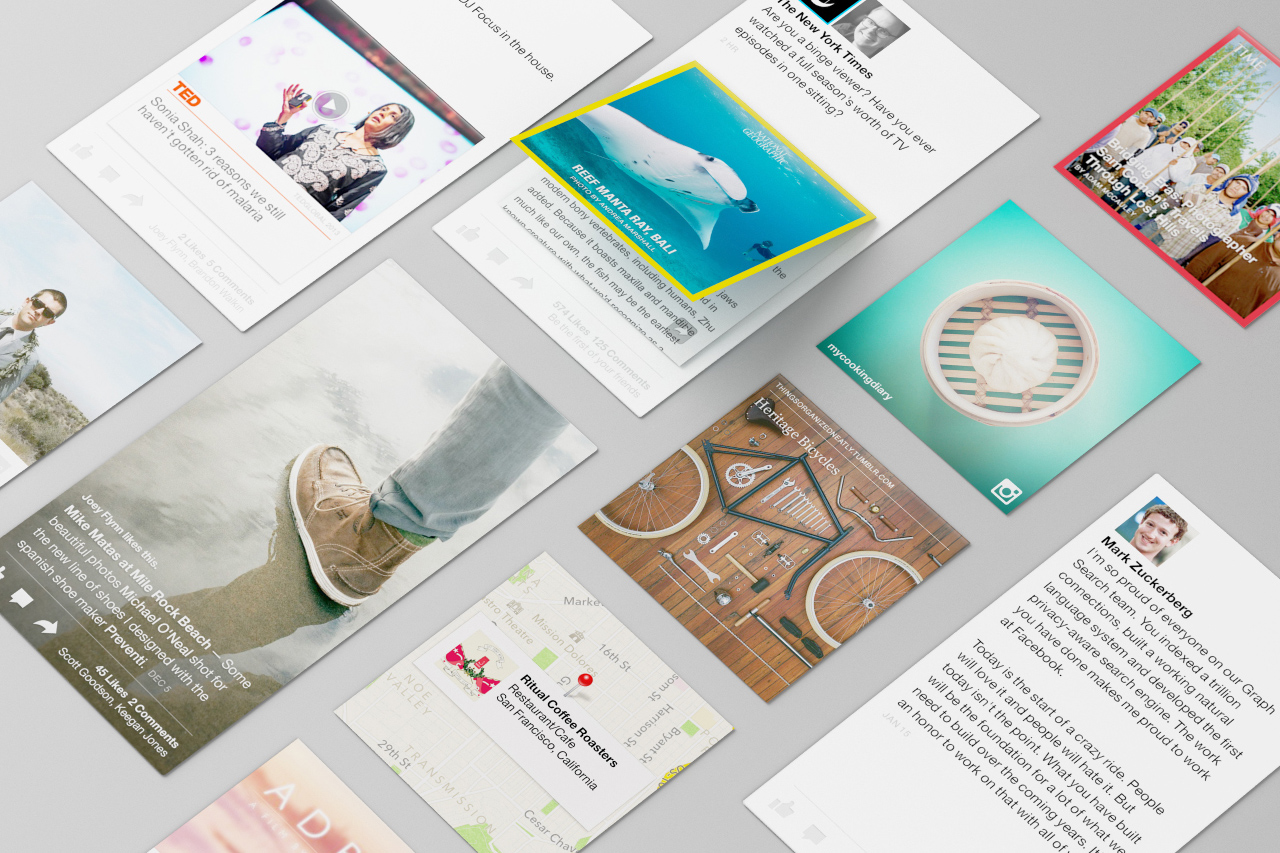 DJ Focus in the house.
TED
Sonia Shah: 3 reasons we still
haven't gotten rid of malaria
7 Likes 3 Comments
Joey Flynn, Brandon Walkin
The New York Times
Are you a binge viewer? Have you ever
watched a full season's worth of TV
episodes in one sitting?
2 HR
NATIONAL
GEOGRAPHIC
REEF MANTA RAY, BALI
PHOTO BY ANDREA MARSHALL
modern bony vertebrates, including humans, Zhu
added. Because it boasts maxilla and mandible
much like our own, the fish may be the earliest
known creature with what we'd recognize as a
the
jaws
d in
574 Likes 125 Comments
Be the first of your friends
TIME
Through Lost Photographer
mycookingdiary
THINGSORGANIZEDNEATLY.TUMBLR.COM
Heritage Bicycles
Joey Flynn likes this.
Mike Matas at Mile Rock Beach — Some
beautiful photos Michael O'Neal shot for
the new line of shoes I designed with the
spanish shoe maker Preventi. DEC 5
45 Likes 2 Comments
Scott Goodson, Keegan Jones
Market
stro Theatre
Mission Dolores
16th St
NOE
VALLEY
som St
Harrison St
Bryant St
29th St
TRANSMISSION
Cesar Chav
Ritual Coffee Roasters
Restaurant/Cafe
San Francisco, California
Mark Zuckerberg
I'm so proud of everyone on our Graph
Search team. You indexed a trillion
connections, built a working natural
language system and developed the first
privacy-aware search engine. The work
you have done makes me proud to work
at Facebook.
Today is the start of a crazy ride. People
will love it and people will hate it. But
today isn't the point. What you have built
will be the foundation for a lot of what we
need to build over the coming years. It
an honor to work on that with all of
JAN 15
AD
A FILM